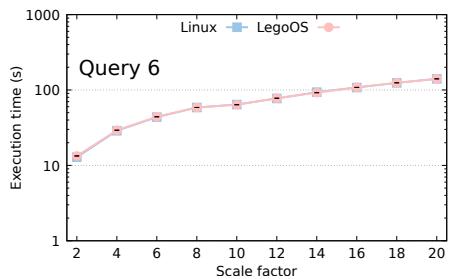 Linux LegoOS
Query 6
Execution time (s)
1000
100
10
1
2 4 6 8 10 12 14 16 18 20
Scale factor